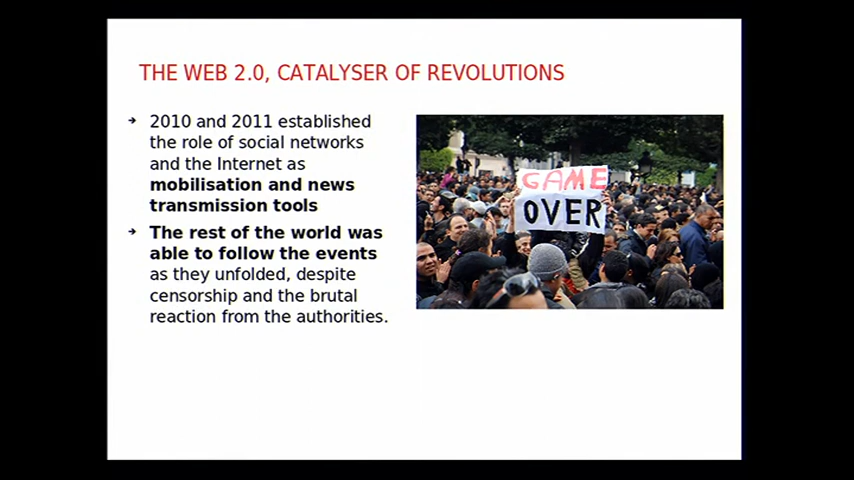 THE WEB 2.0, CATALYSER OF REVOLUTIONS
➔ 2010 and 2011 established
the role of social networks
and the Internet as
mobilisation and news
transmission tools
➔ The rest of the world was
able to follow the events
as they unfolded, despite
censorship and the brutal
reaction from the authorities.
GAME
OVER